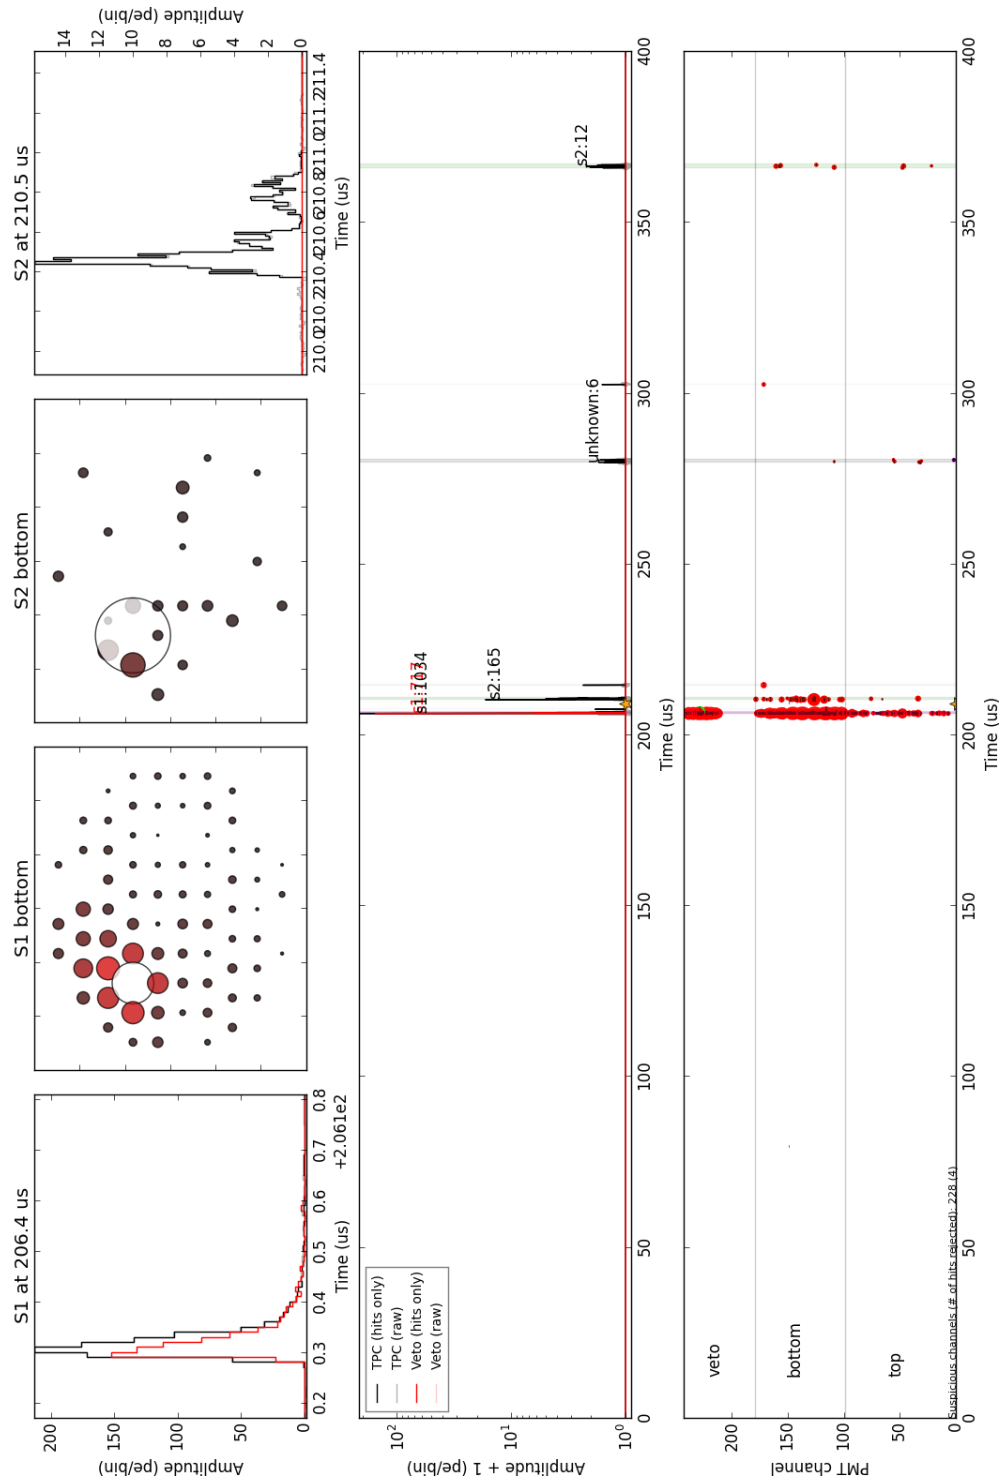 S1 at 206.4 us
Amplitude (pe/bin)
200
150
100
50
0
0.2
0.3
0.4
0.5
0.6
0.7
0.8
+2.061e2
Time (us)
S1 bottom
S2 bottom
S2 at 210.5 us
Amplitude (pe/bin)
14
12
10
8
6
4
2
0
210.0
210.2
210.4
210.6
210.8
211.0
211.2
211.4
Time (us)
TPC (hits only)
TPC (raw)
Veto (hits only)
Veto (raw)
Amplitude + 1 (pe/bin)
10²
10¹
10⁰
s1:1034
s2:165
unknown:6
s2:12
0
50
100
150
200
250
300
350
400
Time (us)
PMT channel
200
150
100
50
0
veto
bottom
top
Suspicious channels (# of hits rejected): 228 (4)
0
50
100
150
200
250
300
350
400
Time (us)